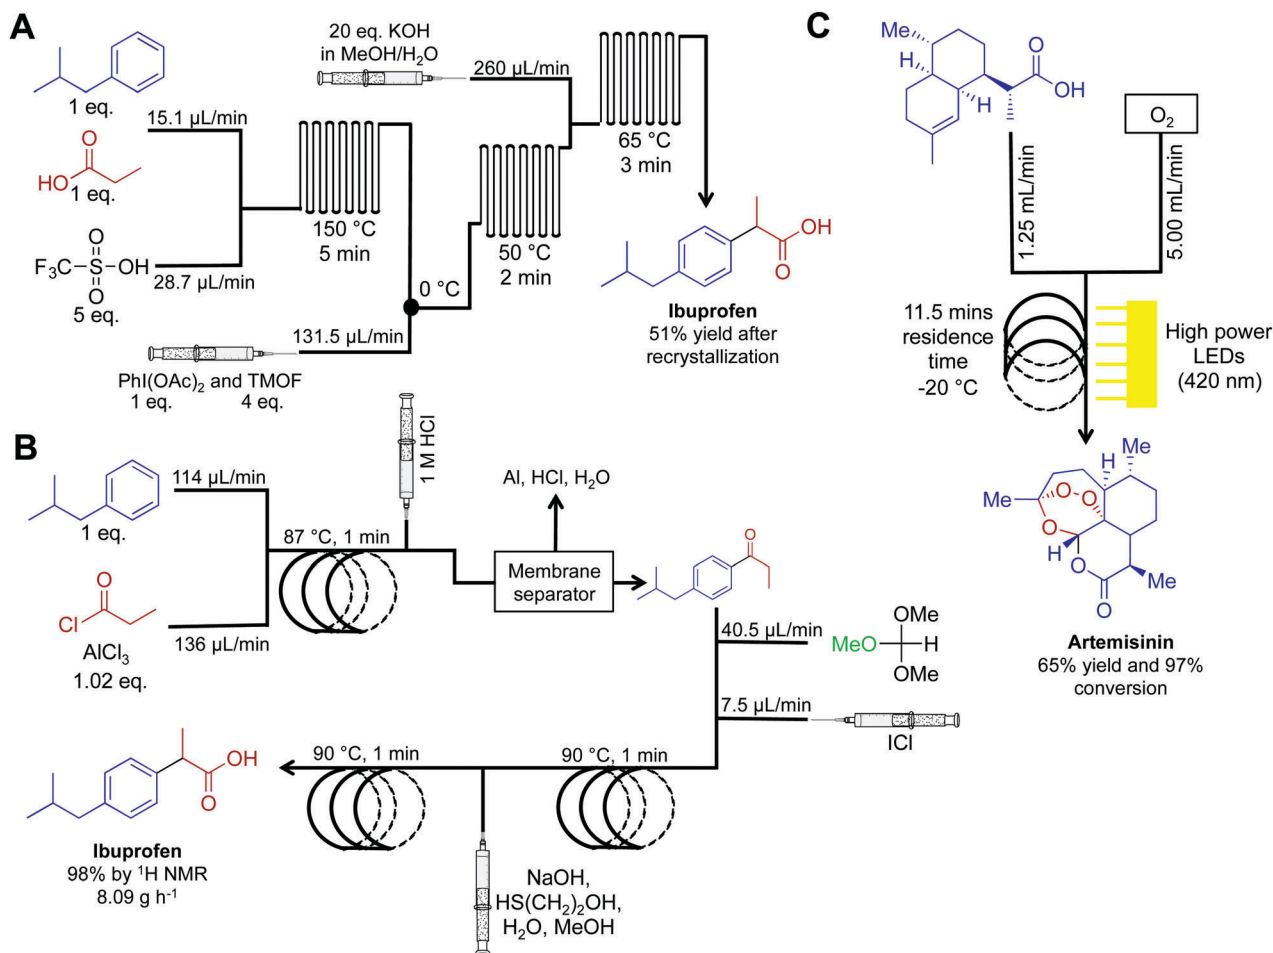 A
1 eq.
15.1 µL/min
O
HO
1 eq.
F₃C-S-OH
O
O
28.7 µL/min
5 eq.
150 °C
5 min
PhI(OAc)₂ and TMOF
1 eq. 4 eq.
131.5 µL/min
0 °C
20 eq. KOH
in MeOH/H₂O
260 µL/min
50 °C
2 min
65 °C
3 min
OH
O
Ibuprofen
51% yield after
recrystallization
B
114 µL/min
1 eq.
O
Cl
136 µL/min
AlCl₃
1.02 eq.
87 °C, 1 min
1 M HCl
Al, HCl, H₂O
Membrane
separator
O
40.5 µL/min
OMe
MeO
H
OMe
7.5 µL/min
ICl
90 °C, 1 min
NaOH,
HS(CH₂)₂OH,
H₂O, MeOH
90 °C, 1 min
OH
O
Ibuprofen
98% by ¹H NMR
8.09 g h⁻¹
C
Me
H
H
O
OH
O₂
1.25 mL/min
5.00 mL/min
11.5 mins
residence
time
-20 °C
High power
LEDs
(420 nm)
H
Me
Me
O
O
O
H
O
Me
O
Artemisinin
65% yield and 97%
conversion